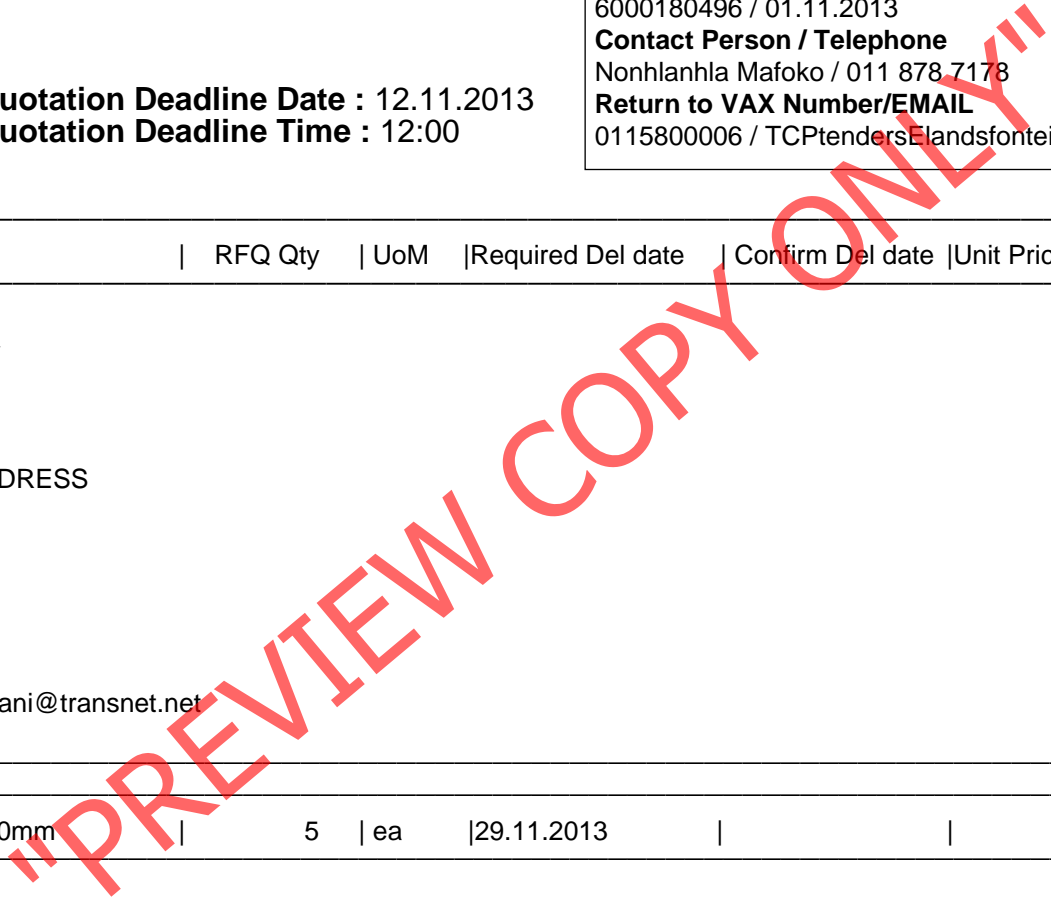 6000180496 / 01.11.2013
Contact Person / Telephone
Nonhlanhla Mafoko / 011 878 7178
uotation Deadline Date : 12.11.2013
Return to VAX Number/EMAIL
uotation Deadline Time : 12:00
0115800006 / TCPtendersElandsfontei
| RFQ Qty | UoM |Required Del date | Confirm Del date |Unit Pric
DRESS
ani@transnet.net
0mm | 5 | ea |29.11.2013 | |
"PREVIEW COPY ONLY"